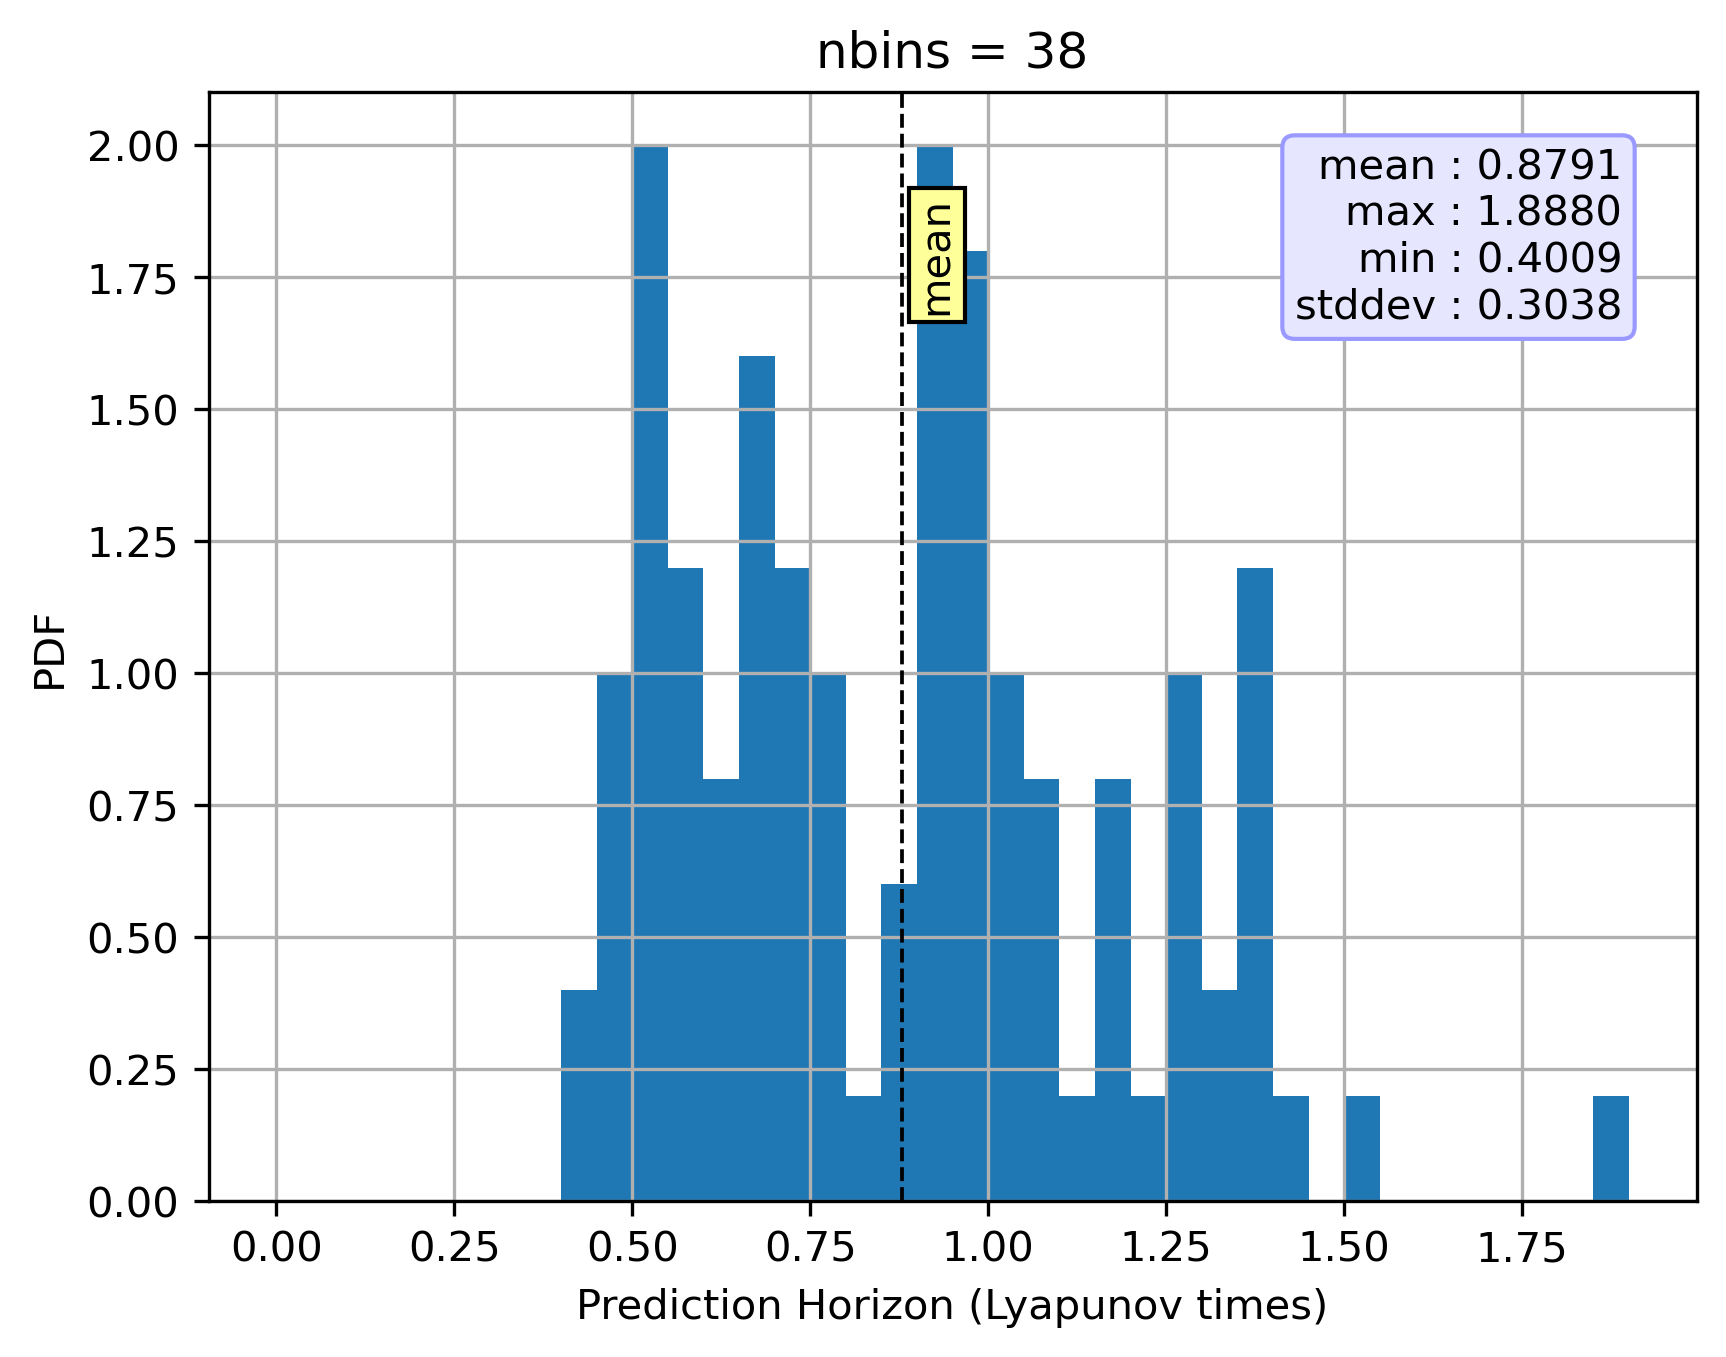 nbins = 38
2.00
1.75
1.50
1.25
1.00
0.75
0.50
0.25
0.00
PDF
mean
mean : 0.8791
max : 1.8880
min : 0.4009
stddev : 0.3038
0.00 0.25 0.50 0.75 1.00 1.25 1.50 1.75
Prediction Horizon (Lyapunov times)